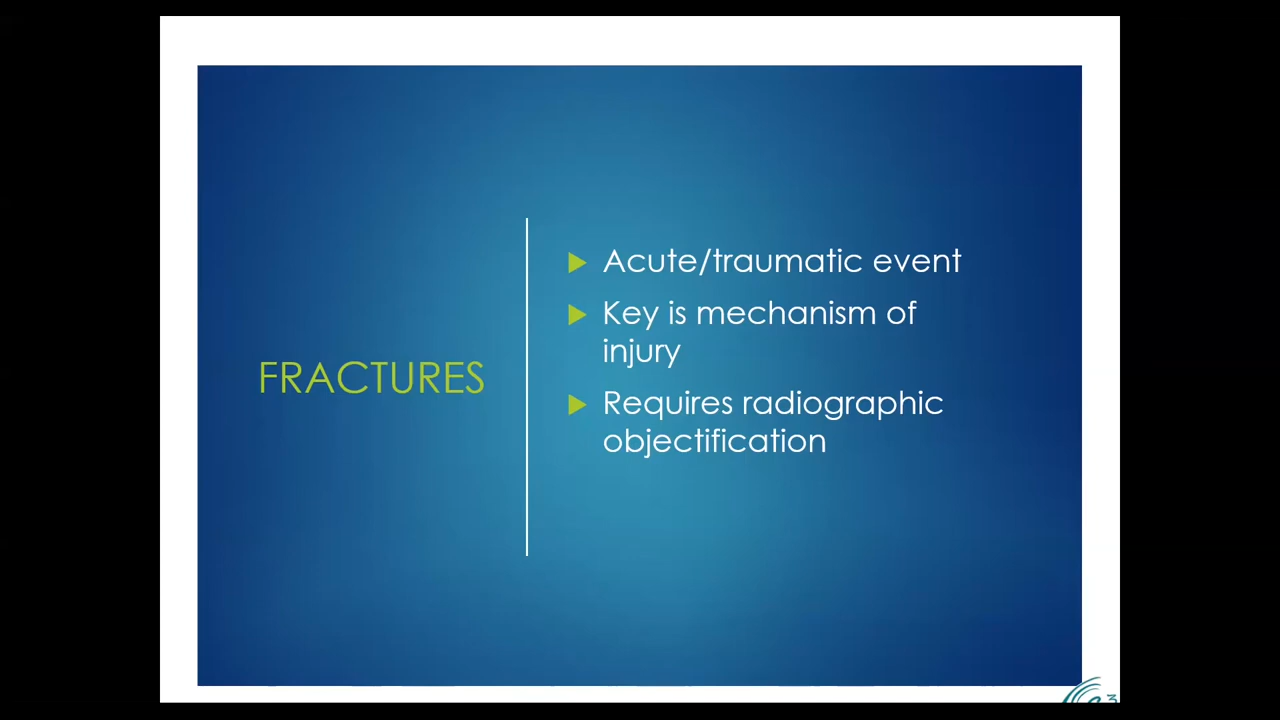 FRACTURES
Acute/traumatic event
Key is mechanism of
injury
Requires radiographic
objectification